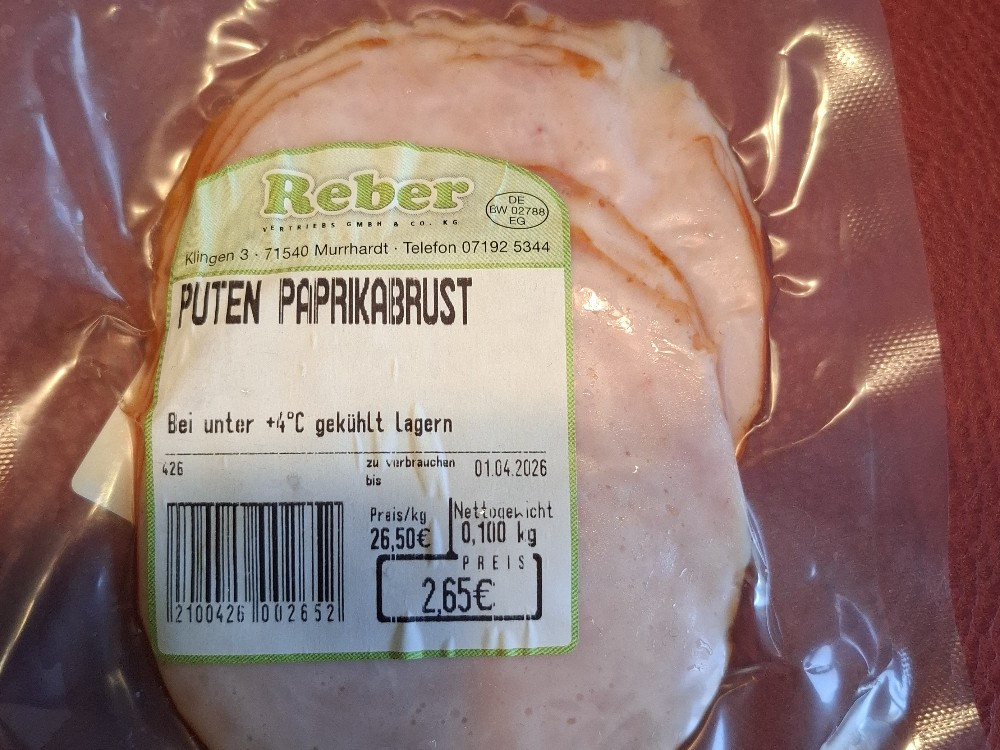 Reber
VERTRIEBS GMBH & CO. KG
DE
BW 02788
EG
Klingen 3 · 71540 Murrhardt · Telefon 07192 5344
PUTEN PAPRIKABRUST
Bei unter +4°C gekühlt lagern
426 zu verbrauchen 01.04.2026
bis
Preis/kg Nettogewicht
26,50€ 0,100 kg
PREIS
2,65€
2100426 002652